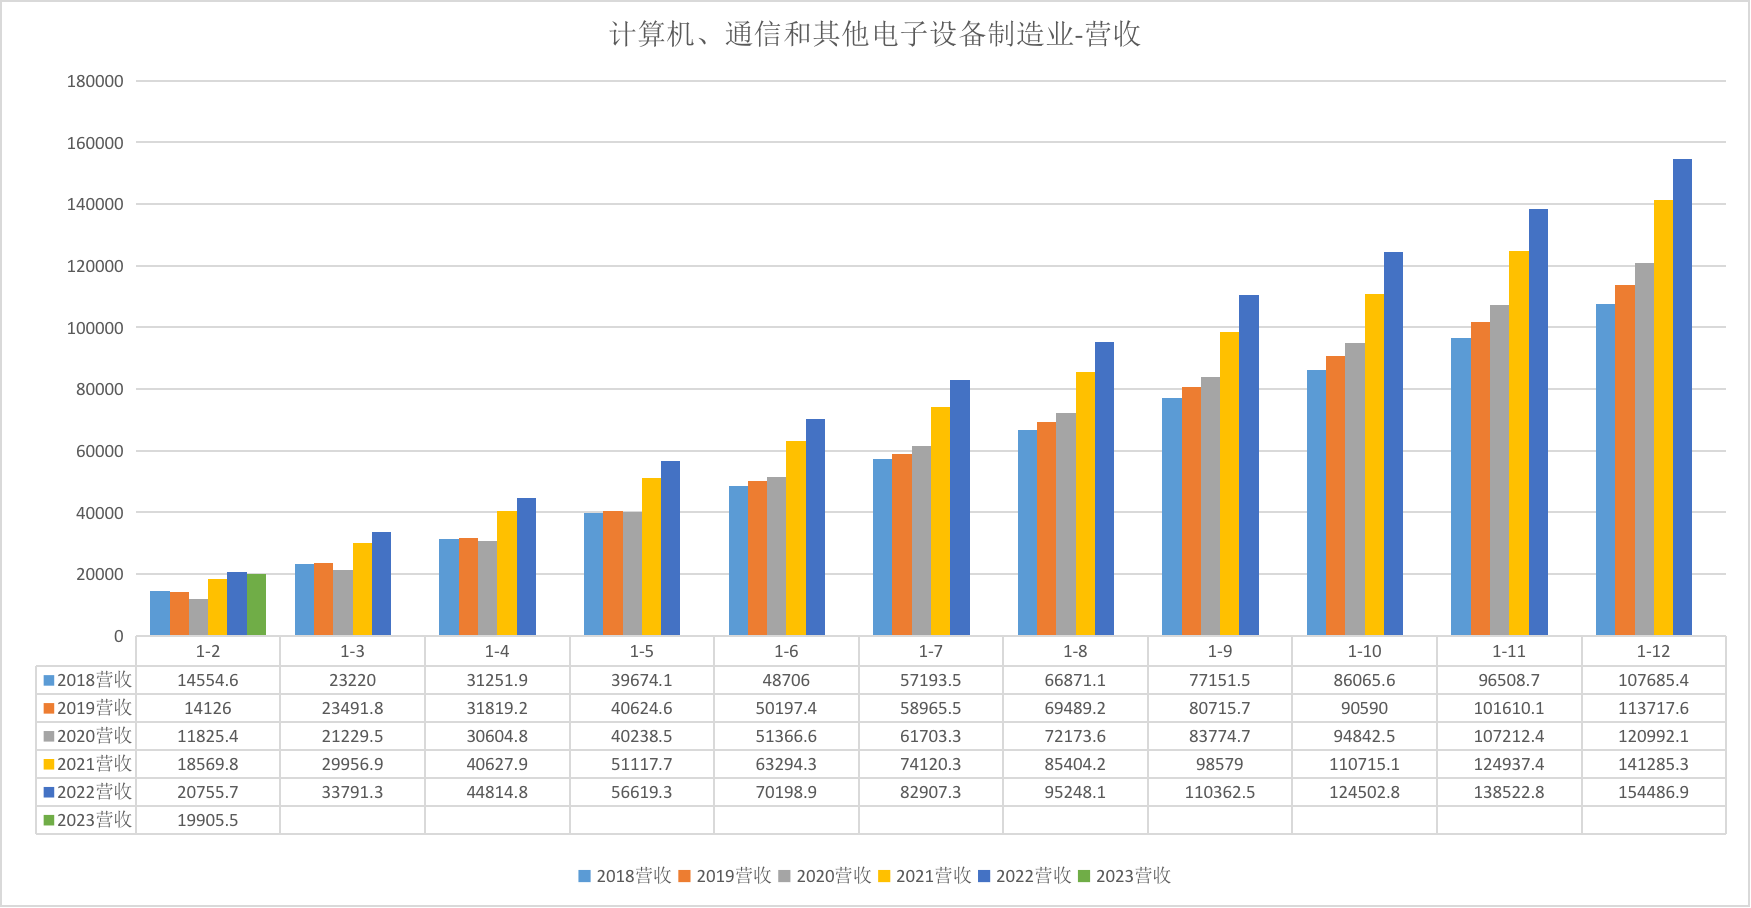 计算机、通信和其他电子设备制造业-营收
180000
160000
140000
120000
100000
80000
60000
40000
20000
0
1-2 1-3 1-4 1-5 1-6 1-7 1-8 1-9 1-10 1-11 1-12
2018营收 14554.6 23220 31251.9 39674.1 48706 57193.5 66871.1 77151.5 86065.6 96508.7 107685.4
2019营收 14126 23491.8 31819.2 40624.6 50197.4 58965.5 69489.2 80715.7 90590 101610.1 113717.6
2020营收 11825.4 21229.5 30604.8 40238.5 51366.6 61703.3 72173.6 83774.7 94842.5 107212.4 120992.1
2021营收 18569.8 29956.9 40627.9 51117.7 63294.3 74120.3 85404.2 98579 110715.1 124937.4 141285.3
2022营收 20755.7 33791.3 44814.8 56619.3 70198.9 82907.3 95248.1 110362.5 124502.8 138522.8 154486.9
2023营收 19905.5
2018营收 2019营收 2020营收 2021营收 2022营收 2023营收